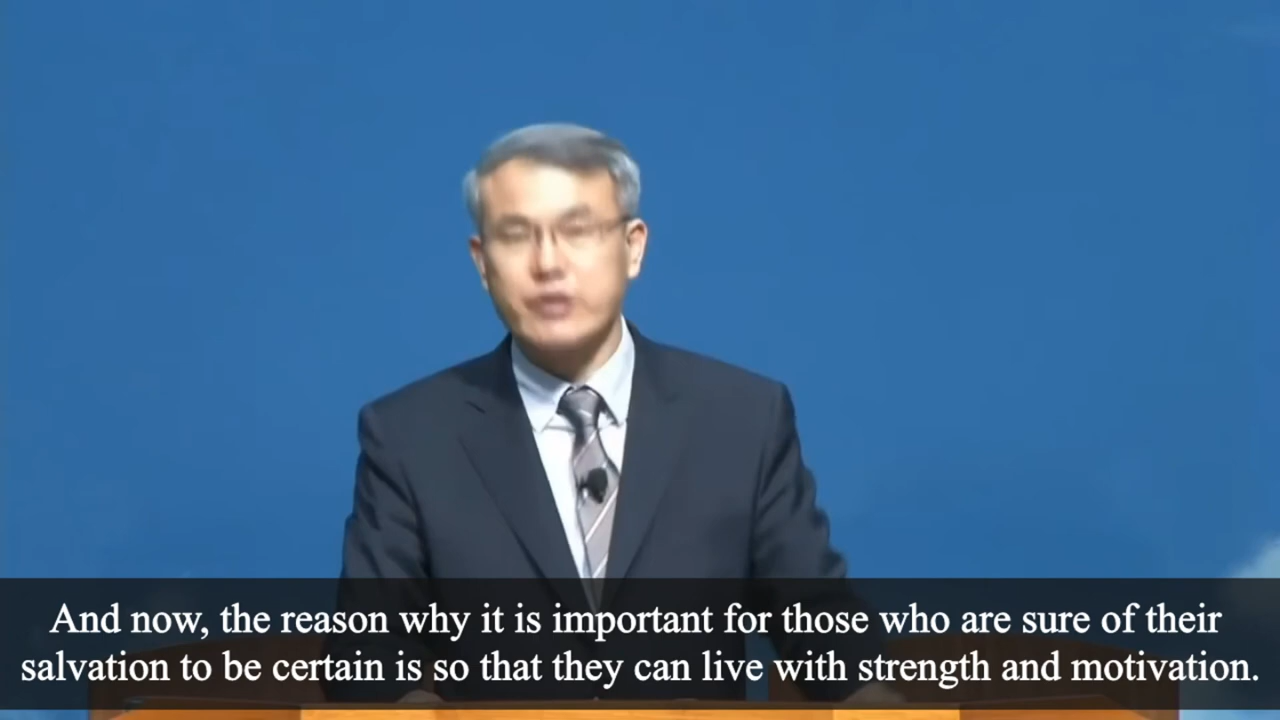 And now, the reason why it is important for those who are sure of their
salvation to be certain is so that they can live with strength and motivation.